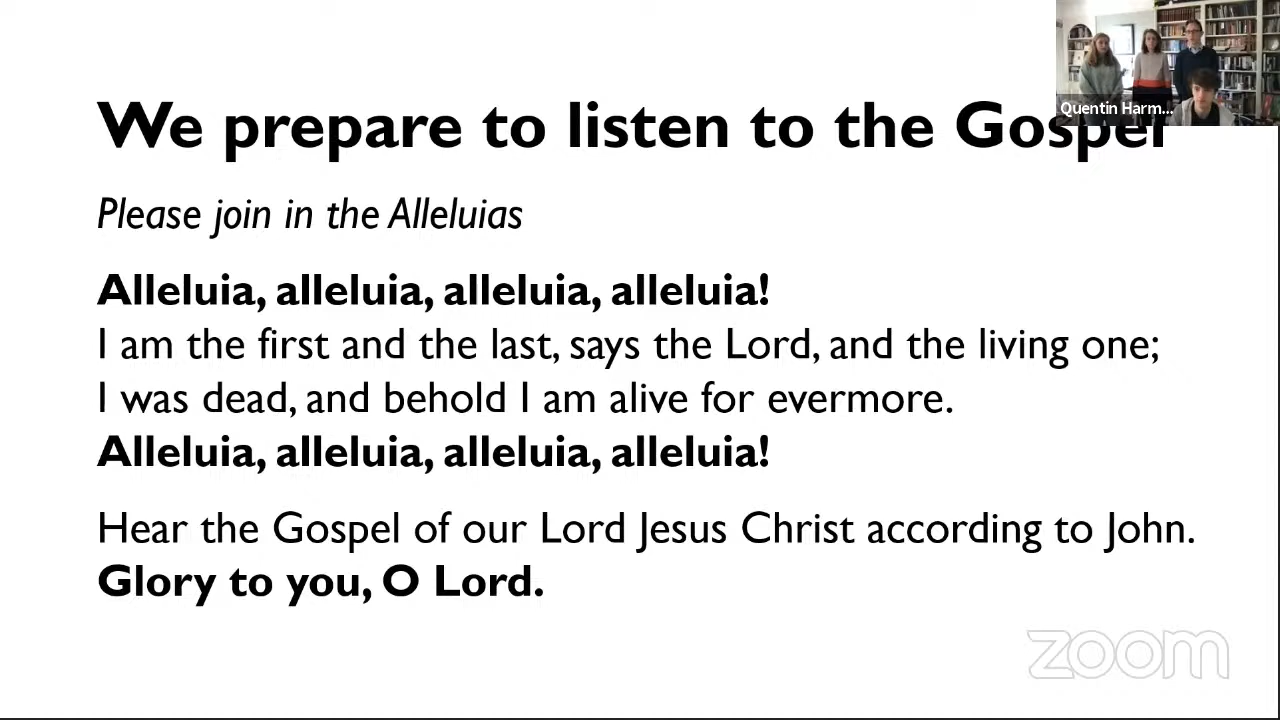 We prepare to listen to the Gospel
Quentin Harm...
Please join in the Alleluias
Alleluia, alleluia, alleluia, alleluia!
I am the first and the last, says the Lord, and the living one;
I was dead, and behold I am alive for evermore.
Alleluia, alleluia, alleluia, alleluia!
Hear the Gospel of our Lord Jesus Christ according to John.
Glory to you, O Lord.
zoom